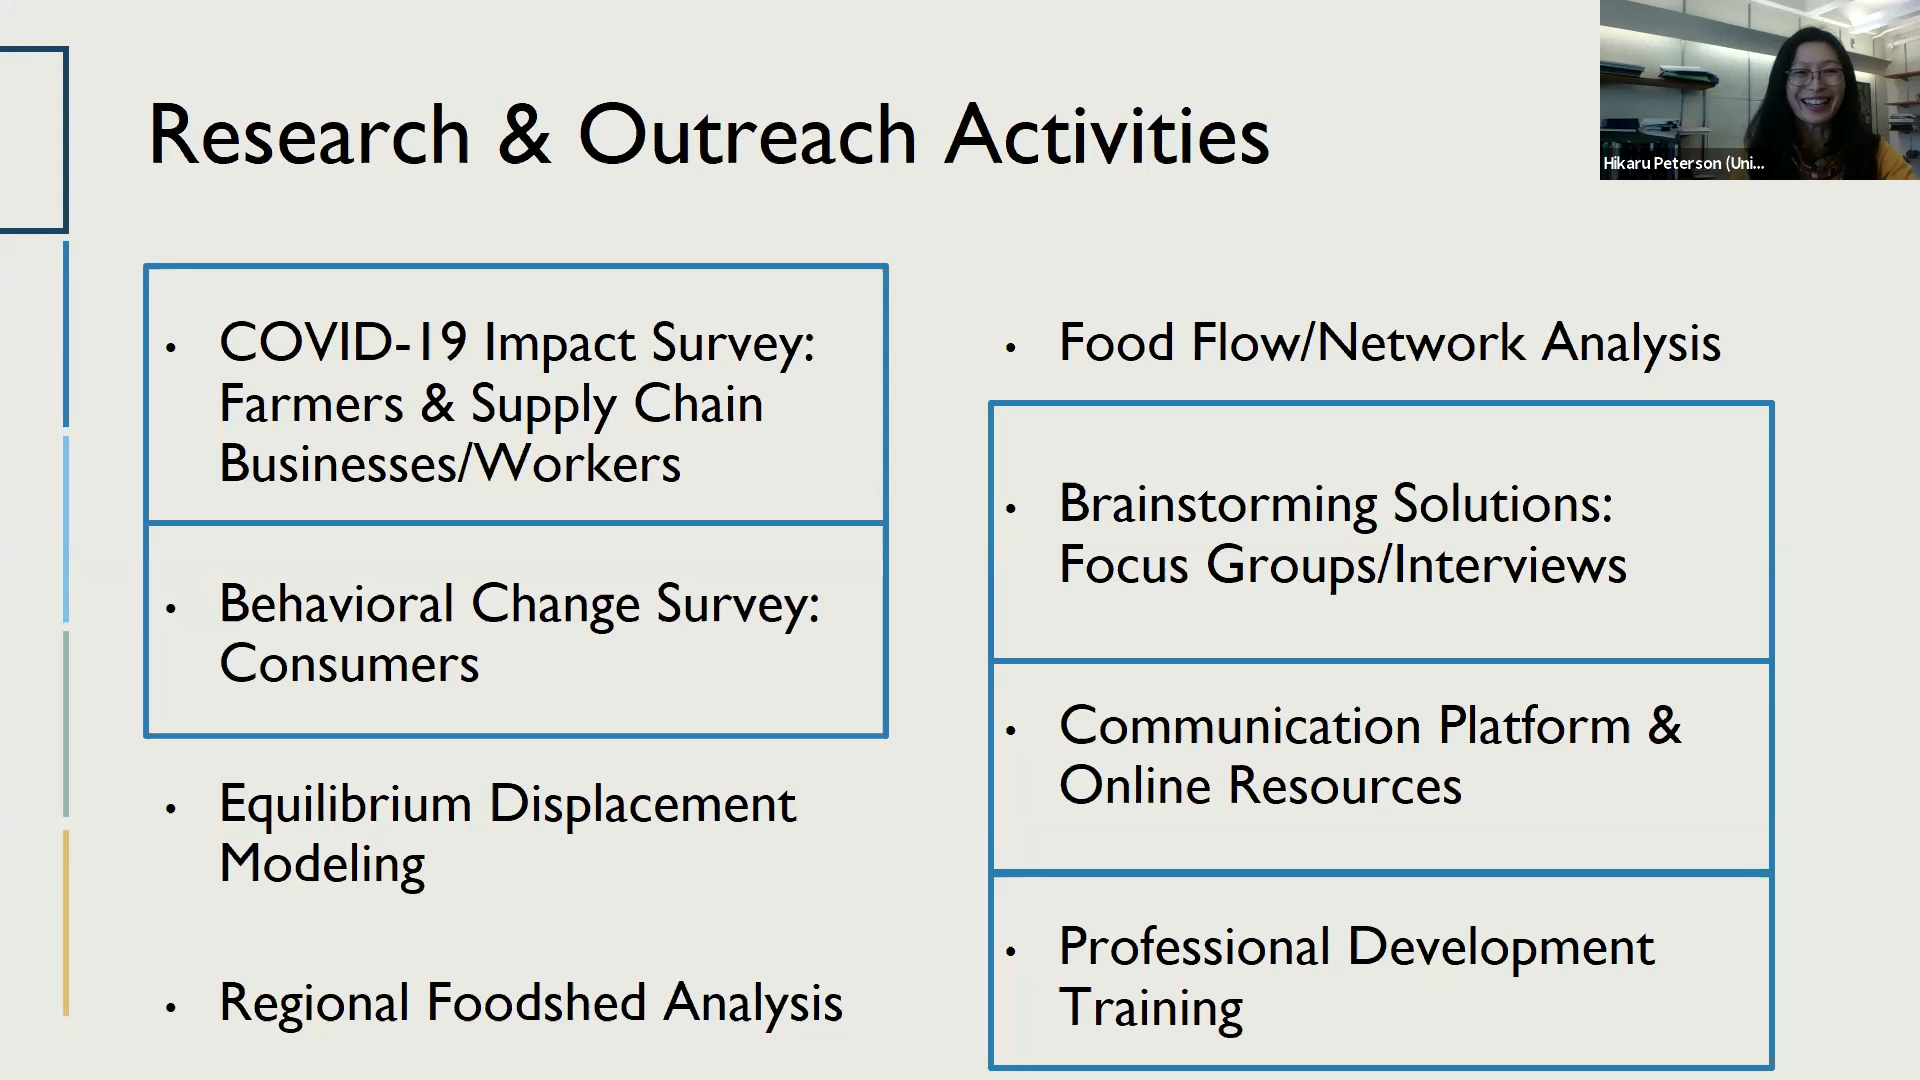 Research & Outreach Activities
Hikaru Peterson (Uni...
• COVID-19 Impact Survey:
Farmers & Supply Chain
Businesses/Workers
• Behavioral Change Survey:
Consumers
• Equilibrium Displacement
Modeling
• Regional Foodshed Analysis
• Food Flow/Network Analysis
• Brainstorming Solutions:
Focus Groups/Interviews
• Communication Platform &
Online Resources
• Professional Development
Training